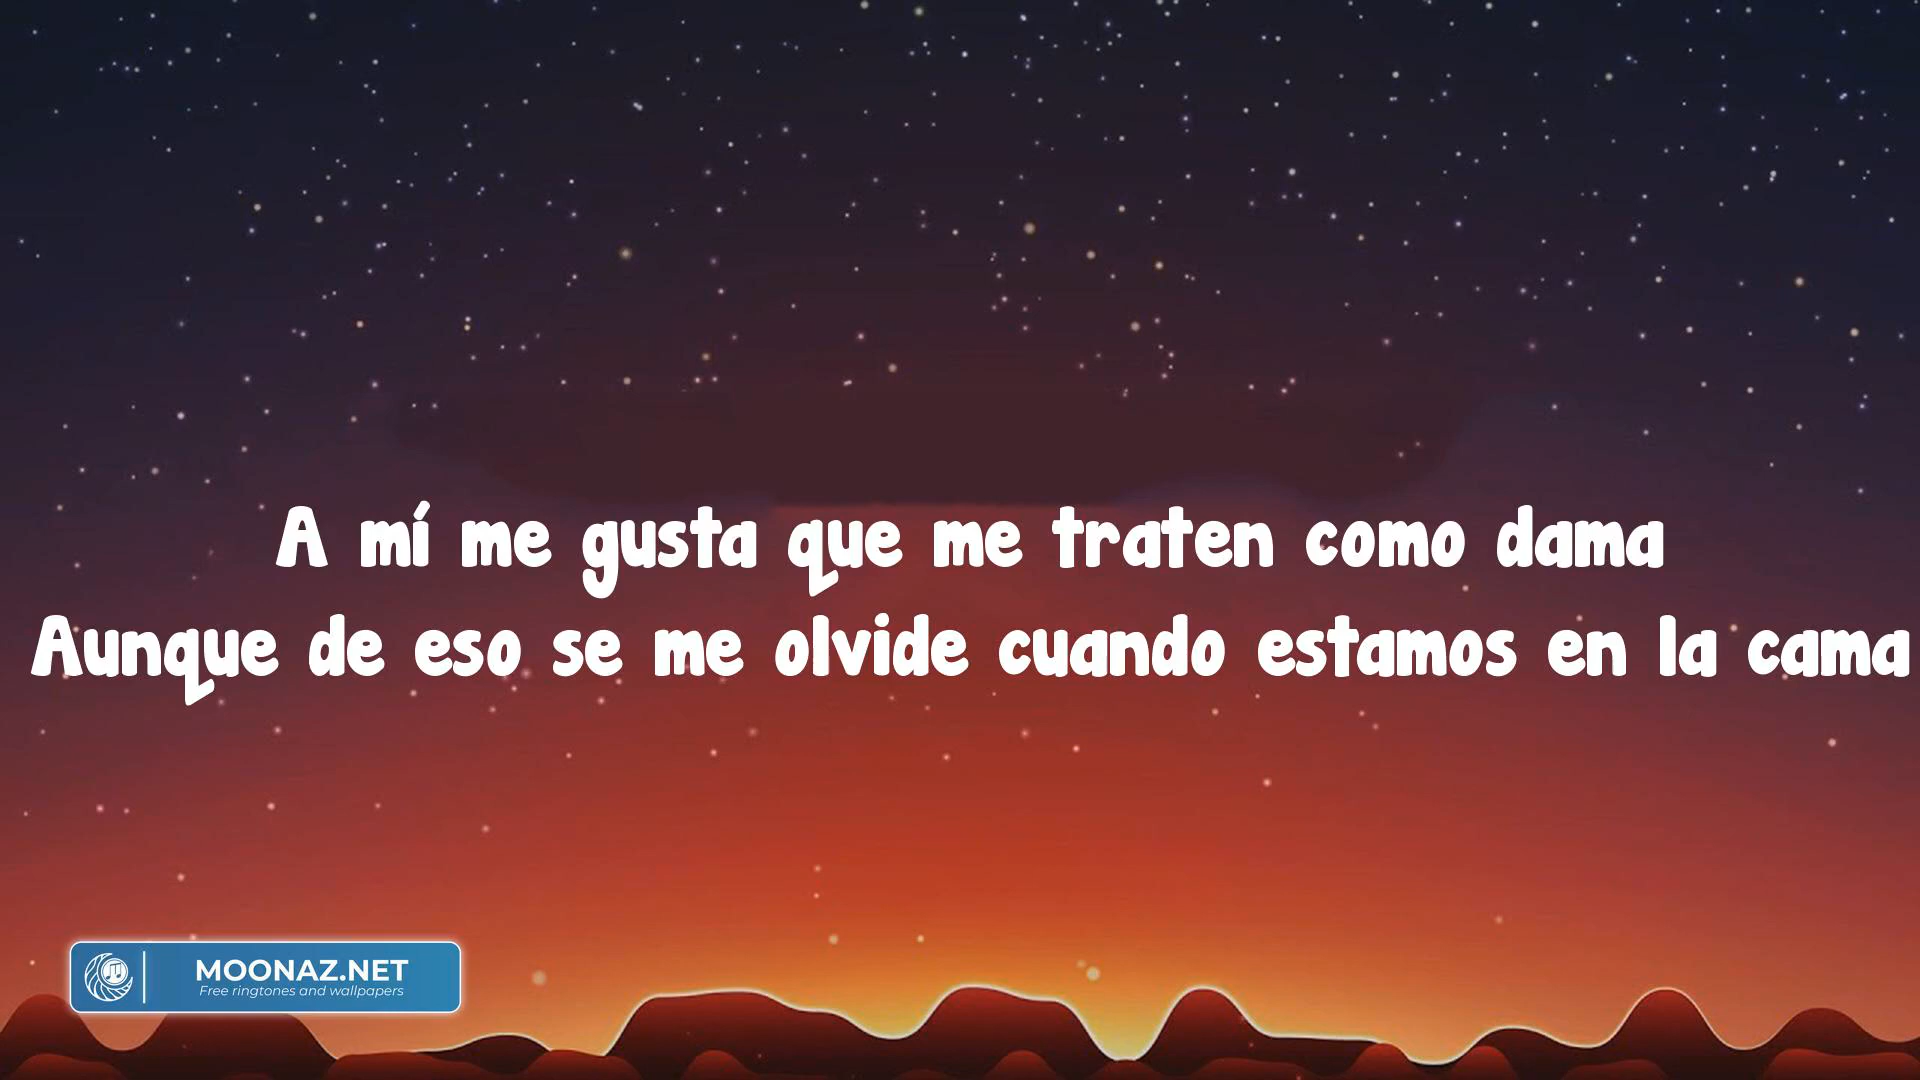 A mí me gusta que me traten como dama
Aunque de eso se me olvide cuando estamos en la cama
MOONAZ.NET
Free ringtones and wallpapers